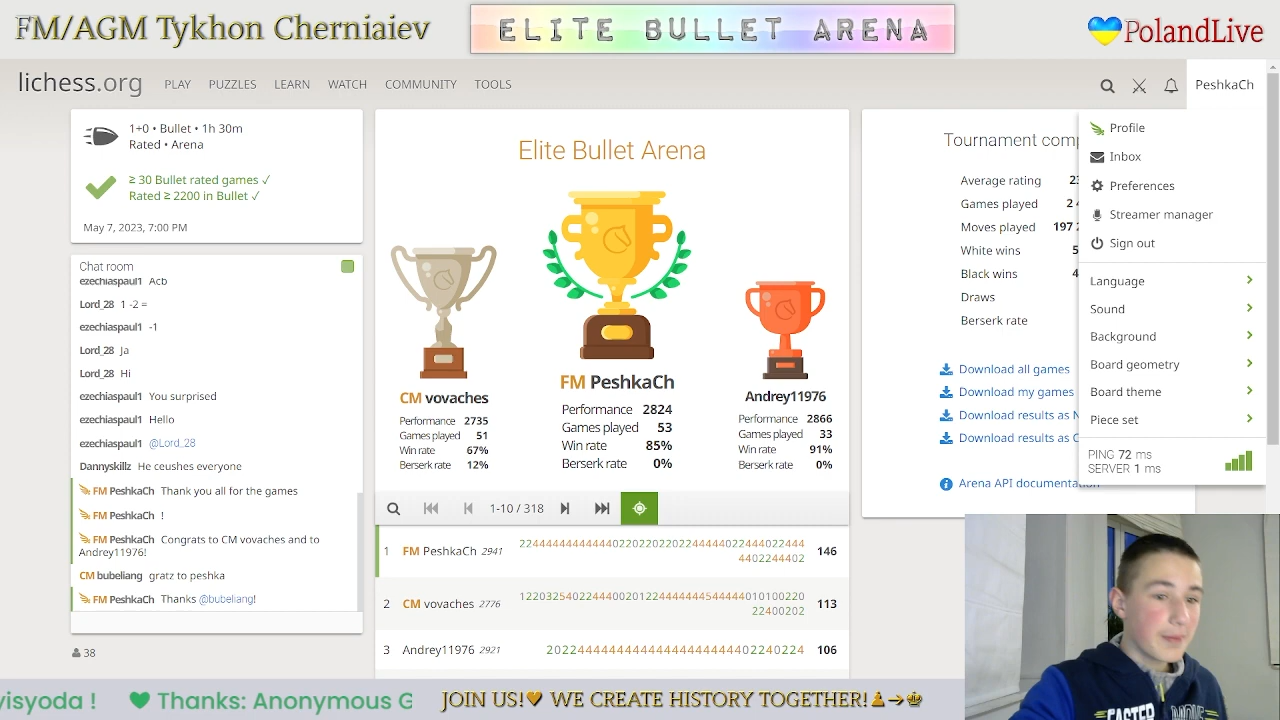 FM/AGM Tykhon Cherniaiev
ELITE BULLET ARENA
PolandLive
lichess.org
PLAY
PUZZLES
LEARN
WATCH
COMMUNITY
TOOLS
PeshkaCh
1+0 • Bullet • 1h 30m
Rated • Arena
≥ 30 Bullet rated games ✓
Rated ≥ 2200 in Bullet ✓
May 7, 2023, 7:00 PM
Chat room
ezechiaspaul1 Acb
Lord_28 1 -2 =
ezechiaspaul1 -1
Lord_28 Ja
Lord_28 Hi
ezechiaspaul1 You surprised
ezechiaspaul1 Hello
ezechiaspaul1 @Lord_28
Dannyskillz He ceushes everyone
FM PeshkaCh Thank you all for the games
FM PeshkaCh !
FM PeshkaCh Congrats to CM vovaches and to
Andrey11976!
CM bubeliang gratz to peshka
FM PeshkaCh Thanks @bubeliang!
38
Elite Bullet Arena
CM vovaches
Performance 2735
Games played 51
Win rate 67%
Berserk rate 12%
FM PeshkaCh
Performance 2824
Games played 53
Win rate 85%
Berserk rate 0%
Andrey11976
Performance 2866
Games played 33
Win rate 91%
Berserk rate 0%
1-10 / 318
1 FM PeshkaCh 2941 146
2 CM vovaches 2776 113
3 Andrey11976 2921 106
Tournament com
Average rating
Games played
Moves played
White wins
Black wins
Draws
Berserk rate
Download all games
Download my games
Download results as
Download results as
Arena API documentation
Profile
Inbox
Preferences
Streamer manager
Sign out
Language
Sound
Background
Board geometry
Board theme
Piece set
PING 72 ms
SERVER 1 ms
visyoda !
Thanks: Anonymous
JOIN US!♥ WE CREATE HISTORY TOGETHER!♟→♚